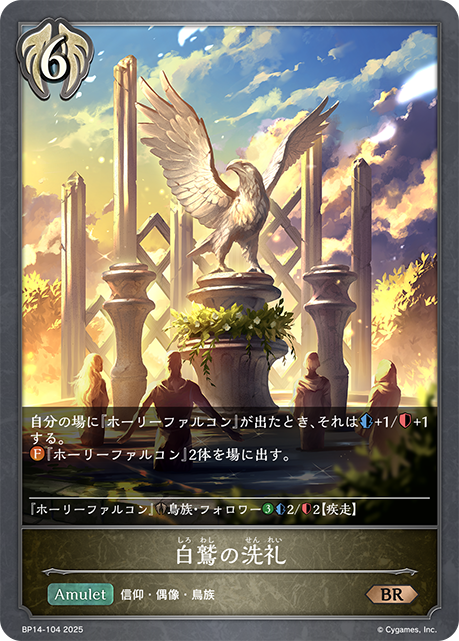 6
自分の場に『ホーリーファルコン』が出たとき、それは+1/+1
する。
F『ホーリーファルコン』2体を場に出す。
『ホーリーファルコン』鳥族・フォロワー3 2/2【疾走】
しろ わし せん れい
白鷲の洗礼
Amulet 信仰・偶像・鳥族
BR
BP14-104 2025
© Cygames, Inc.